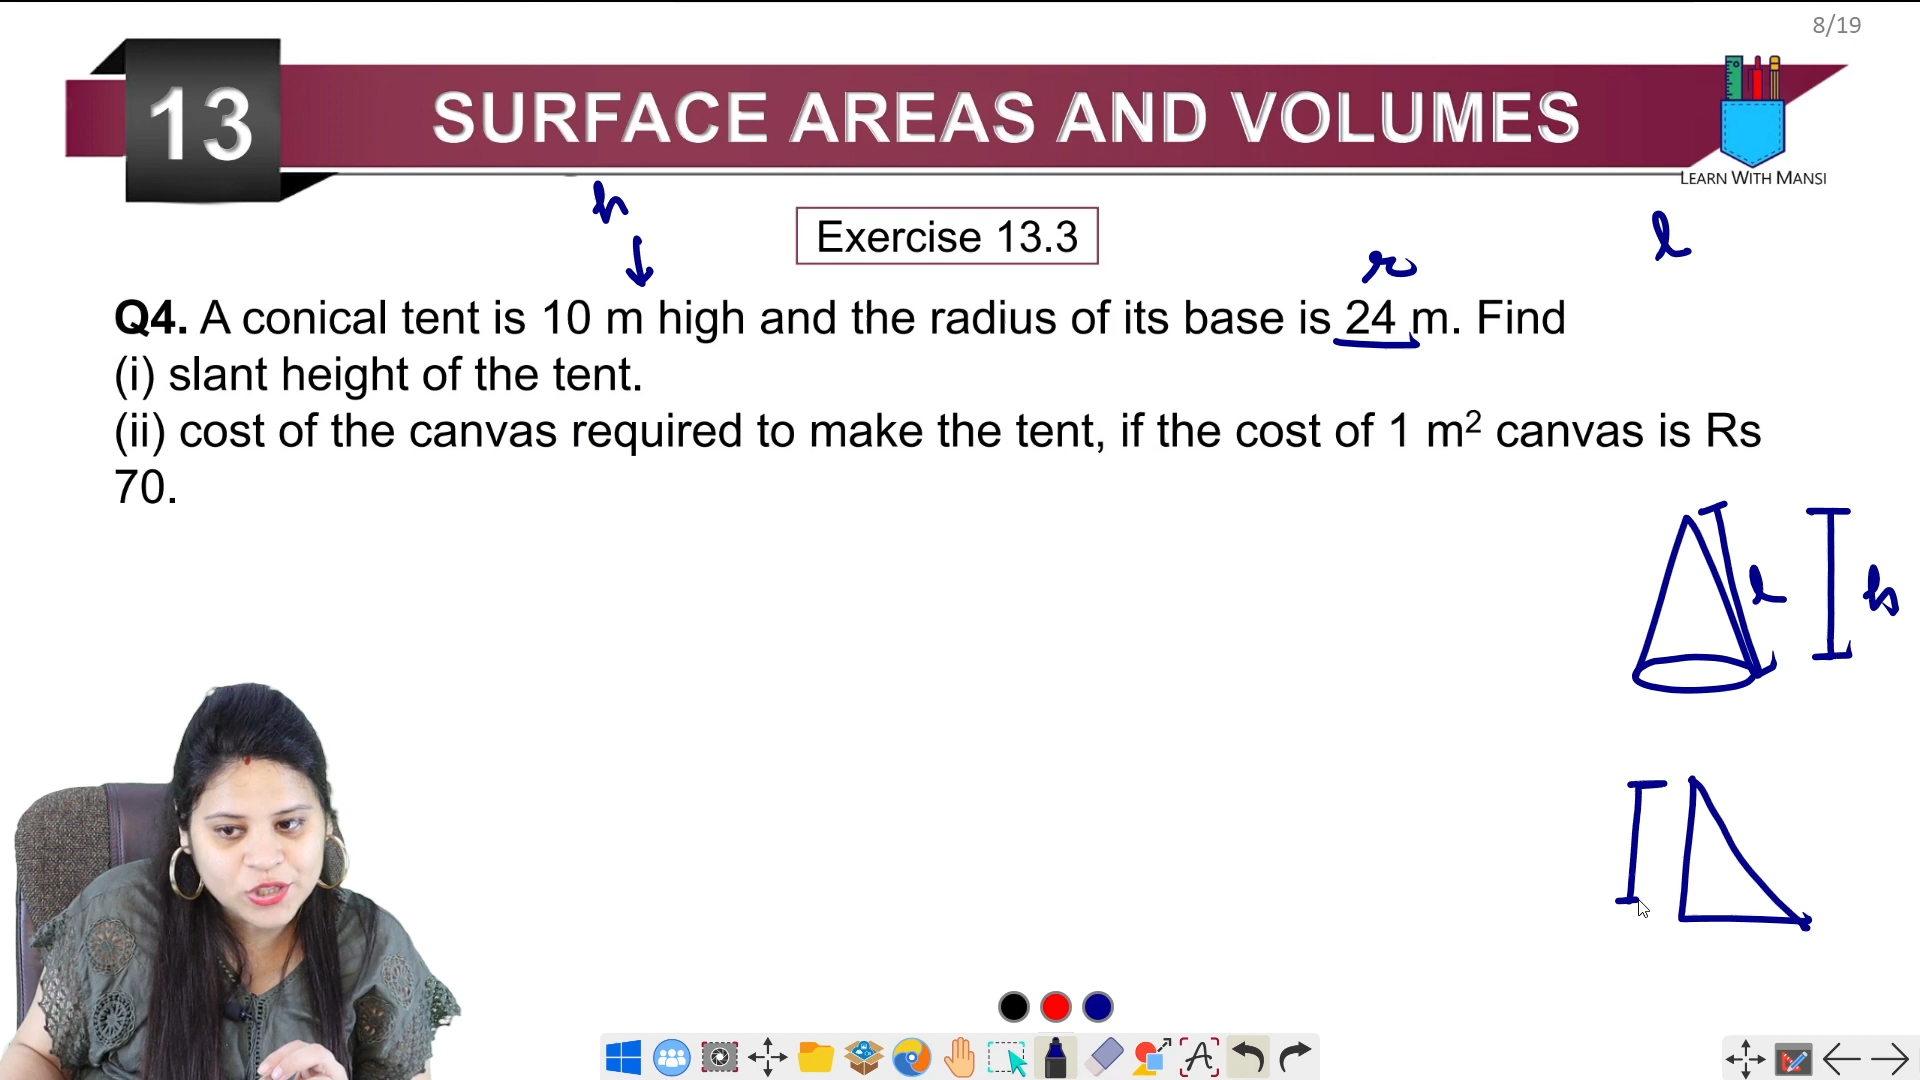 8/19
13
SURFACE AREAS AND VOLUMES
LEARN WITH MANSI
h
Exercise 13.3
r
l
Q4. A conical tent is 10 m high and the radius of its base is 24 m. Find
(i) slant height of the tent.
(ii) cost of the canvas required to make the tent, if the cost of 1 m² canvas is Rs
70.
l
h